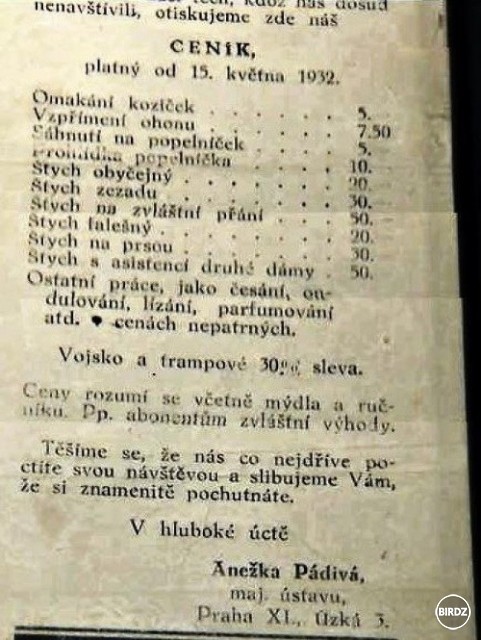 nenavštívili, otiskujeme zde náš
CENÍK,
platný od 15. května 1932.
Omakání koziček . . . . . . 5.
Vzpřímení ohonu . . . . . . 7.50
Sáhnutí na popelníček . . . . 5.
Prohlídka popelníčka . . . . 10.
Štych obyčejný . . . . . . 20.
Štych zezadu . . . . . . . 30.
Štych na zvláštní přání . . . 50.
Štych falešný . . . . . . . 20.
Štych na prsou . . . . . . 30.
Štych s asistencí druhé dámy . 50.
Ostatní práce, jako česání, on-
dulování, lízání, parfumování
atd. ♥ cenách nepatrných.
Vojsko a trampové 30% sleva.
Ceny rozumí se včetně mýdla a ruč-
níku. Pp. abonentům zvláštní výhody.
Těšíme se, že nás co nejdříve po-
ctíte svou návštěvou a slibujeme Vám,
že si znamenitě pochutnáte.
V hluboké úctě
Anežka Pádivá,
maj. ústavu,
Praha XI., Úzká 3.
BIRDZ